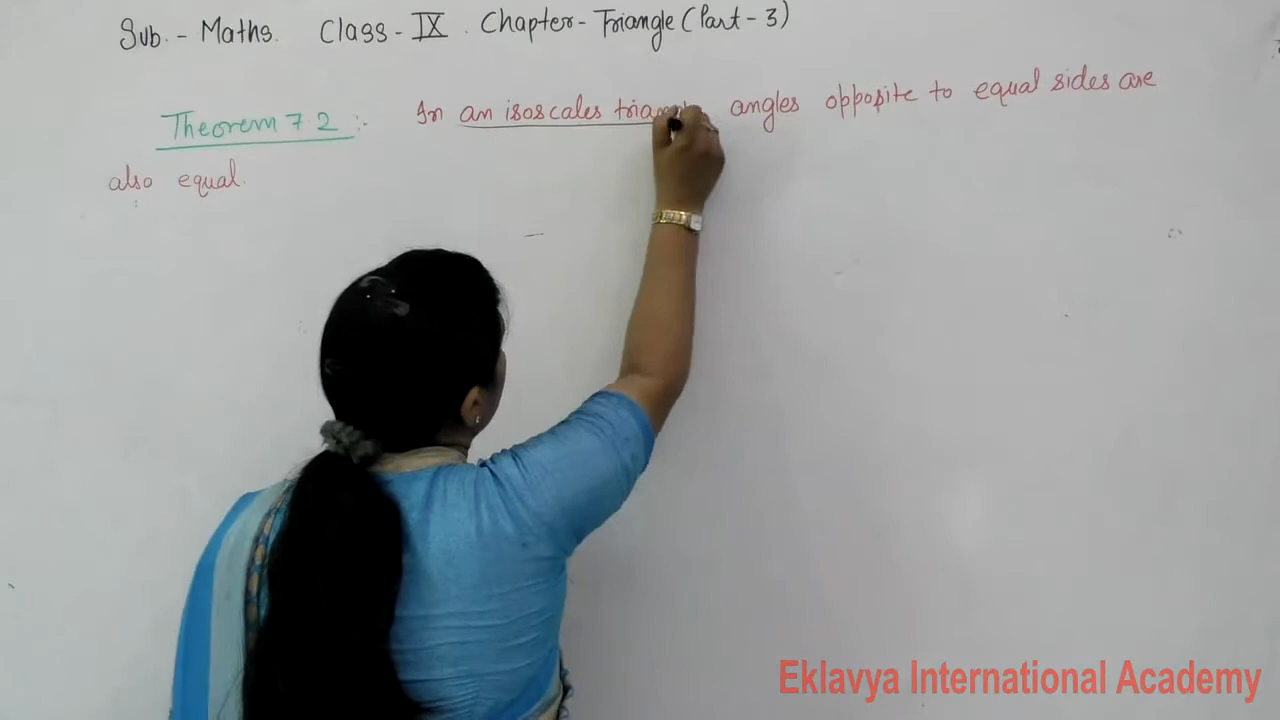 Sub. - Maths. Class - IX. Chapter - Triangle (Part - 3)
Theorem 7.2 :- In an isoscales angles opposite to equal sides are
also equal.
Eklavya International Academy